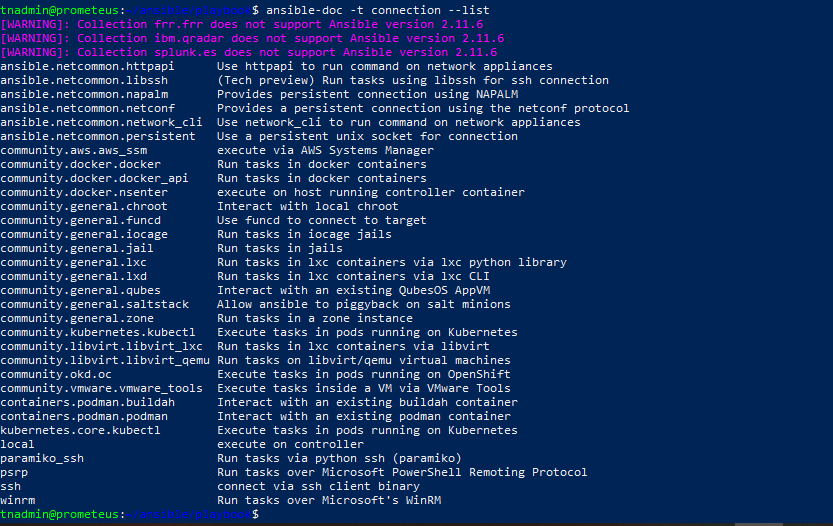 tnadmin@prometeus:~/ansible/playbook$ ansible-doc -t connection --list
[WARNING]: Collection frr.frr does not support Ansible version 2.11.6
[WARNING]: Collection ibm.qradar does not support Ansible version 2.11.6
[WARNING]: Collection splunk.es does not support Ansible version 2.11.6
ansible.netcommon.httpapi Use httpapi to run command on network appliances
ansible.netcommon.libssh (Tech preview) Run tasks using libssh for ssh connection
ansible.netcommon.napalm Provides persistent connection using NAPALM
ansible.netcommon.netconf Provides a persistent connection using the netconf protocol
ansible.netcommon.network_cli Use network_cli to run command on network appliances
ansible.netcommon.persistent Use a persistent unix socket for connection
community.aws.aws_ssm execute via AWS Systems Manager
community.docker.docker Run tasks in docker containers
community.docker.docker_api Run tasks in docker containers
community.docker.nsenter execute on host running controller container
community.general.chroot Interact with local chroot
community.general.funcd Use funcd to connect to target
community.general.iocage Run tasks in iocage jails
community.general.jail Run tasks in jails
community.general.lxc Run tasks in lxc containers via lxc python library
community.general.lxd Run tasks in lxc containers via lxc CLI
community.general.qubes Interact with an existing QubesOS AppVM
community.general.saltstack Allow ansible to piggyback on salt minions
community.general.zone Run tasks in a zone instance
community.kubernetes.kubectl Execute tasks in pods running on Kubernetes
community.libvirt.libvirt_lxc Run tasks in lxc containers via libvirt
community.libvirt.libvirt_qemu Run tasks on libvirt/qemu virtual machines
community.okd.oc Execute tasks in pods running on OpenShift
community.vmware.vmware_tools Execute tasks inside a VM via VMware Tools
containers.podman.buildah Interact with an existing buildah container
containers.podman.podman Interact with an existing podman container
kubernetes.core.kubectl Execute tasks in pods running on Kubernetes
local execute on controller
paramiko_ssh Run tasks via python ssh (paramiko)
psrp Run tasks over Microsoft PowerShell Remoting Protocol
ssh connect via ssh client binary
winrm Run tasks over Microsoft's WinRM
tnadmin@prometeus:~/ansible/playbook$